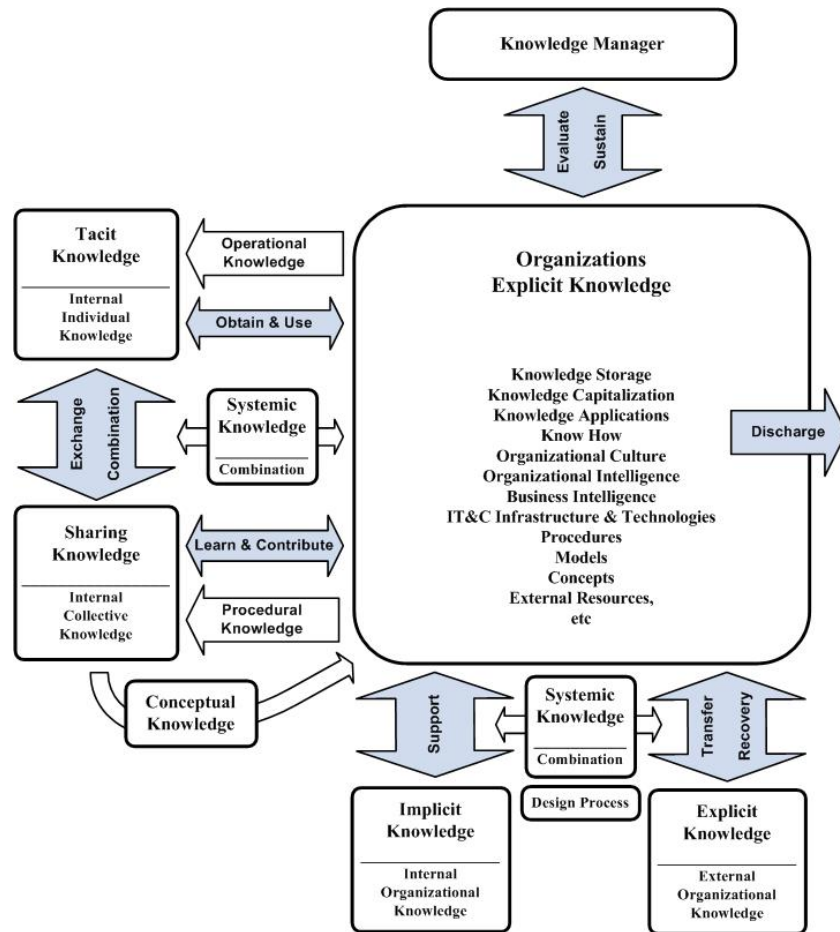 Knowledge Manager
Evaluate
Sustain
Tacit
Knowledge
Internal
Individual
Knowledge
Operational
Knowledge
Obtain & Use
Organizations
Explicit Knowledge
Knowledge Storage
Knowledge Capitalization
Knowledge Applications
Know How
Organizational Culture
Organizational Intelligence
Business Intelligence
IT&C Infrastructure & Technologies
Procedures
Models
Concepts
External Resources,
etc
Discharge
Exchange
Combination
Systemic
Knowledge
Combination
Sharing
Knowledge
Internal
Collective
Knowledge
Learn & Contribute
Procedural
Knowledge
Conceptual
Knowledge
Support
Systemic
Knowledge
Combination
Transfer
Recovery
Design Process
Implicit
Knowledge
Internal
Organizational
Knowledge
Explicit
Knowledge
External
Organizational
Knowledge